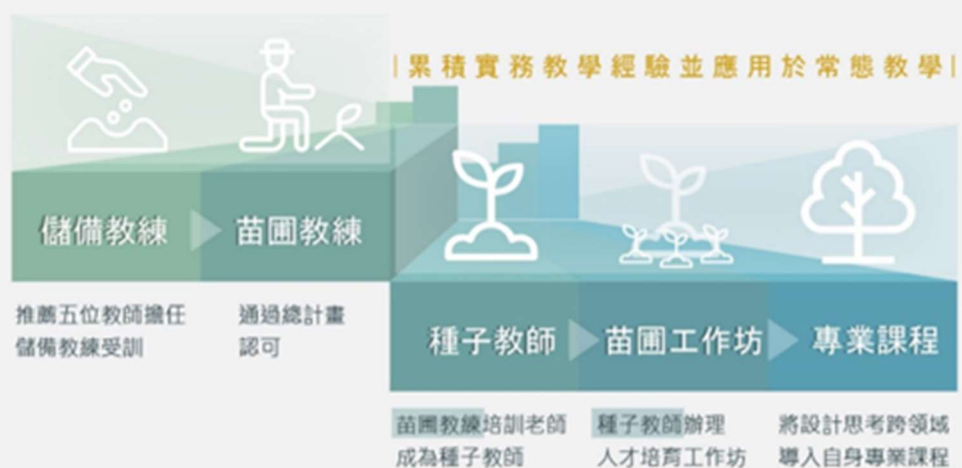 累積實務教學經驗並應用於常態教學
儲備教練
苗圃教練
推薦五位教師擔任
儲備教練受訓
通過總計畫
認可
種子教師
苗圃工作坊
專業課程
苗圃教練培訓老師
成為種子教師
種子教師辦理
人才培育工作坊
將設計思考跨領域
導入自身專業課程